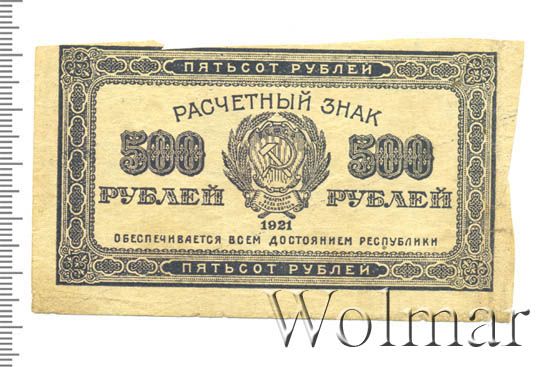 ПЯТЬСОТ РУБЛЕЙ
РАСЧЕТНЫЙ ЗНАК
500 500
РУБЛЕЙ РУБЛЕЙ
1921
ОБЕСПЕЧИВАЕТСЯ ВСЕМ ДОСТОЯНИЕМ РЕСПУБЛИКИ
ПЯТЬСОТ РУБЛЕЙ
Wolmar